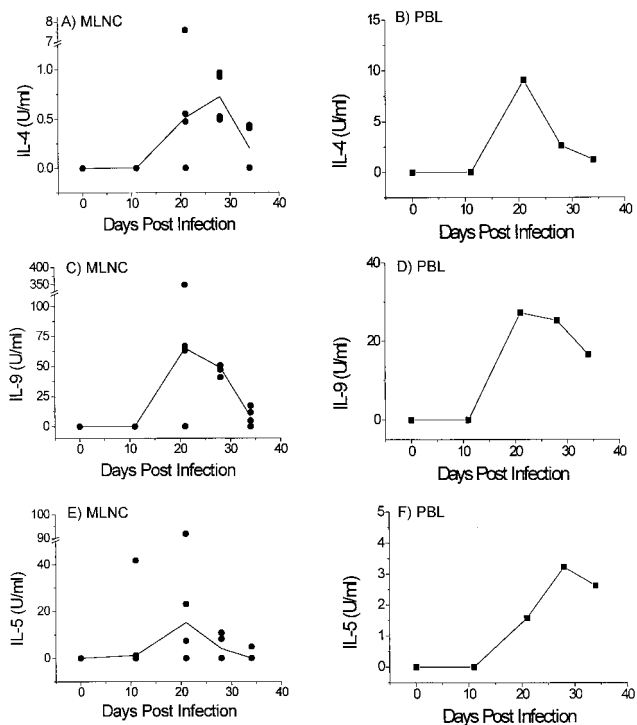 A) MLNC
8
7
1.0
0.5
0.0
IL-4 (U/ml)
0 10 20 30 40
Days Post Infection
B) PBL
15
10
5
0
IL-4 (U/ml)
0 10 20 30 40
Days Post Infection
C) MLNC
400
350
100
75
50
25
0
IL-9 (U/ml)
0 10 20 30 40
Days Post Infection
D) PBL
40
20
0
IL-9 (U/ml)
0 10 20 30 40
Days Post Infection
E) MLNC
100
90
40
20
0
IL-5 (U/ml)
0 10 20 30 40
Days Post Infection
F) PBL
5
4
3
2
1
0
IL-5 (U/ml)
0 10 20 30 40
Days Post Infection